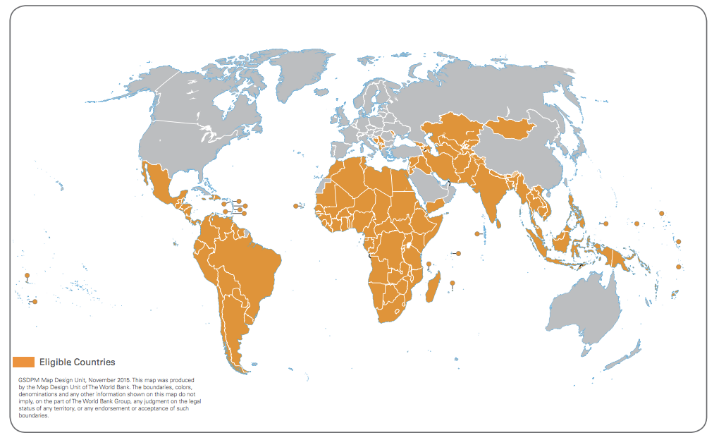 Eligible Countries
GSDPM Map Design Unit, November 2015. This map was produced
by the Map Design Unit of The World Bank. The boundaries, colors,
denominations and any other information shown on this map do not
imply, on the part of The World Bank Group, any judgment on the legal
status of any territory, or any endorsement or acceptance of such
boundaries.